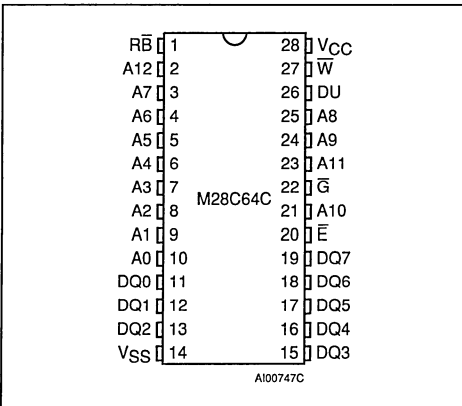 RB̅ 1 28 VCC
A12 2 27 W̅
A7 3 26 DU
A6 4 25 A8
A5 5 24 A9
A4 6 23 A11
A3 7 M28C64C 22 G̅
A2 8 21 A10
A1 9 20 E̅
A0 10 19 DQ7
DQ0 11 18 DQ6
DQ1 12 17 DQ5
DQ2 13 16 DQ4
VSS 14 15 DQ3
AI00747C